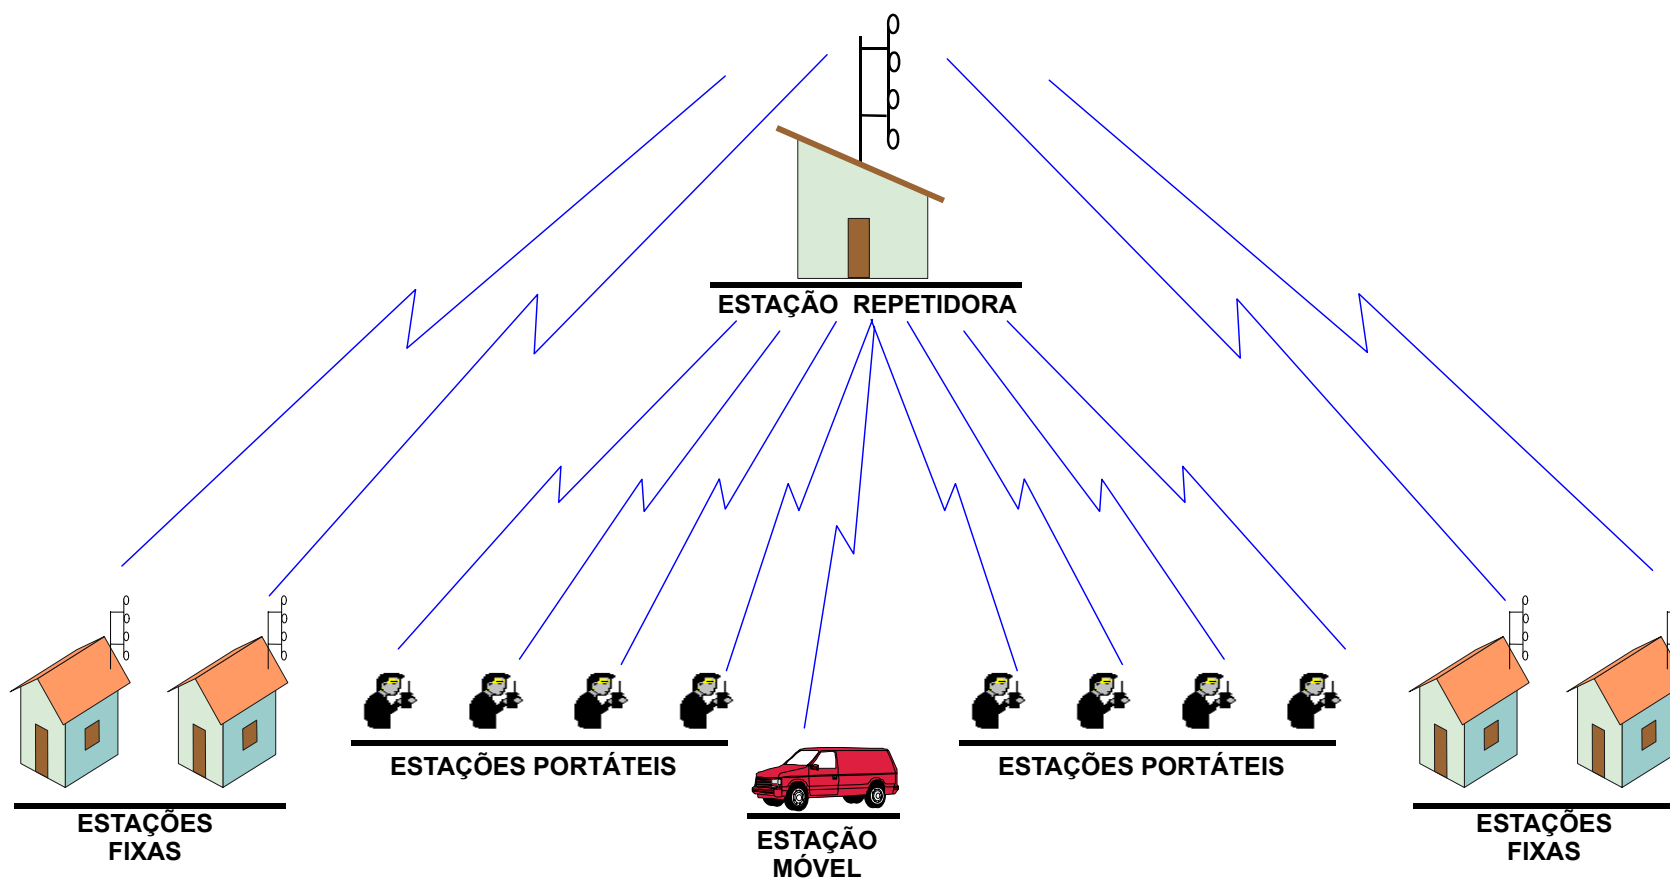 ESTAÇÃO REPETIDORA
ESTAÇÕES PORTÁTEIS
ESTAÇÕES PORTÁTEIS
ESTAÇÕES
FIXAS
ESTAÇÃO
MÓVEL
ESTAÇÕES
FIXAS